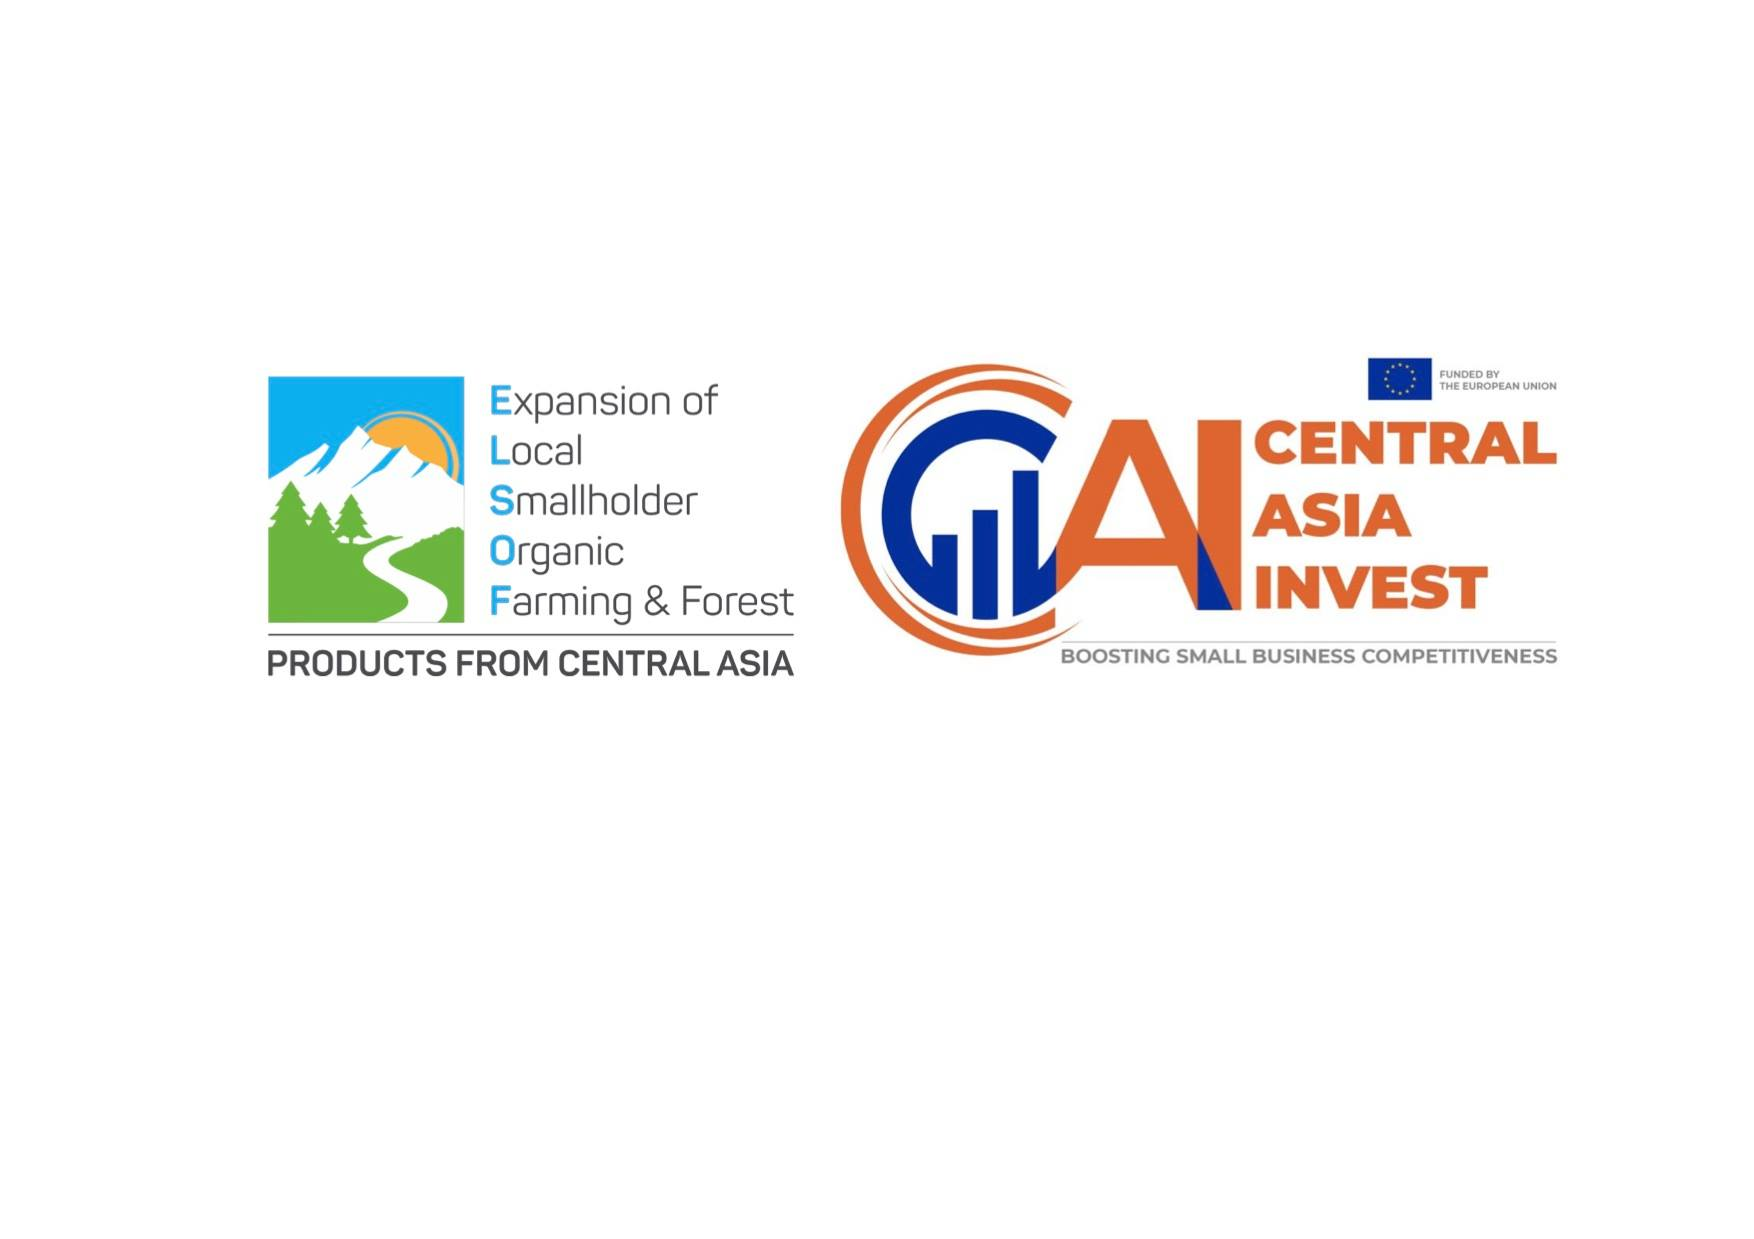 Expansion of
Local
Smallholder
Organic
Farming & Forest
PRODUCTS FROM CENTRAL ASIA
FUNDED BY
THE EUROPEAN UNION
CAI
CENTRAL
ASIA
INVEST
BOOSTING SMALL BUSINESS COMPETITIVENESS